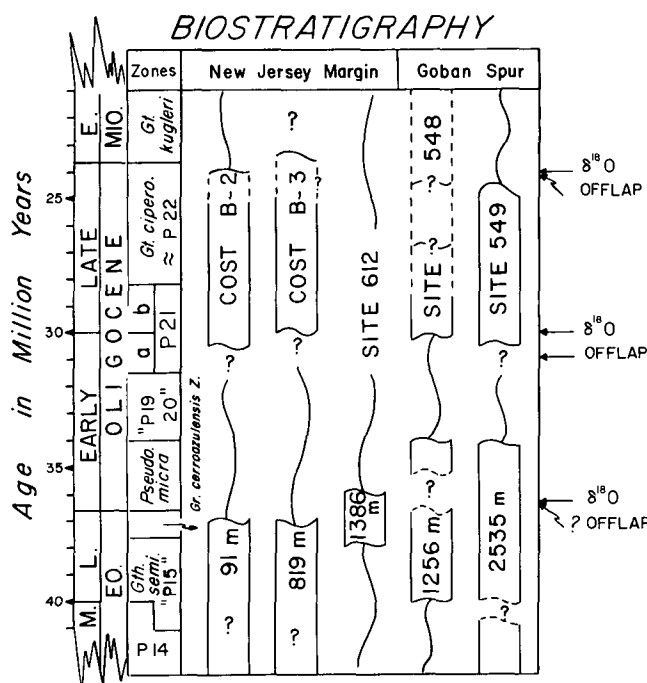 BIOSTRATIGRAPHY
Zones
New Jersey Margin
Goban Spur
Age in Million Years
25
30
35
40
E.
MIO.
LATE
EARLY
OLIGOCENE
L.
M.
EO.
Gt. kugleri
Gt. cipero.
≈ P22
b
a
P21
"P19
20"
Pseudo.
micra
Gr. cerroazulensis Z.
Gth.
semi.
"P15"
P14
?
COST B-2
?
91 m
?
COST B-3
?
?
819 m
?
SITE 612
1386
m
548
?
?
SITE
?
1256 m
SITE 549
?
2535 m
?
δ18O
OFFLAP
δ18O
OFFLAP
δ18O
? OFFLAP